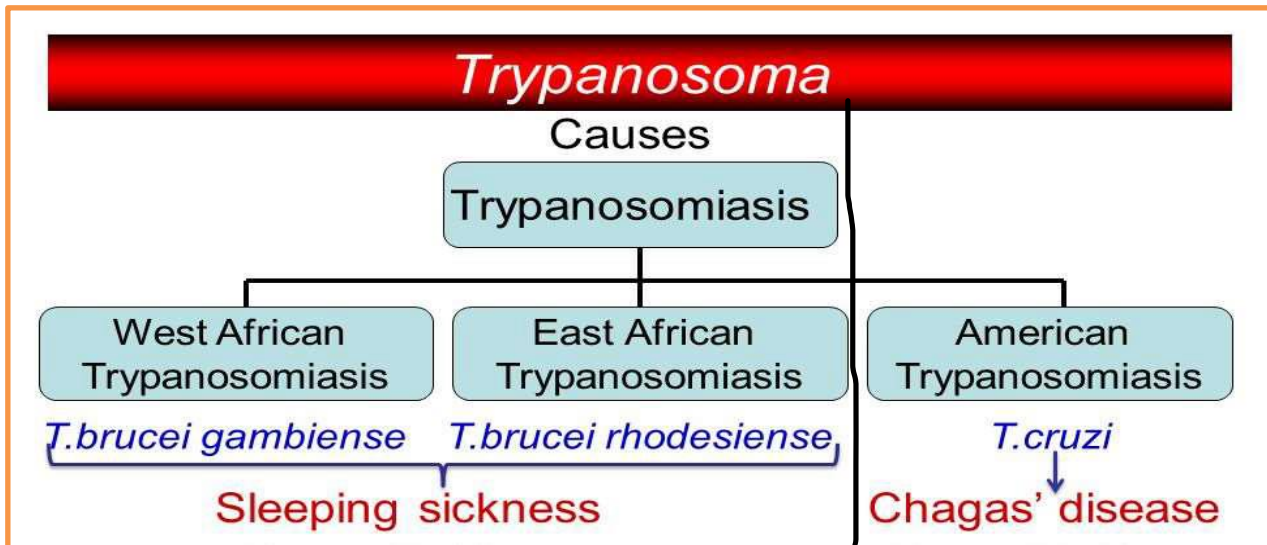 Trypanosoma
Causes
Trypanosomiasis
West African
Trypanosomiasis
East African
Trypanosomiasis
American
Trypanosomiasis
T.brucei gambiense
T.brucei rhodesiense
T.cruzi
Sleeping sickness
Chagas’ disease